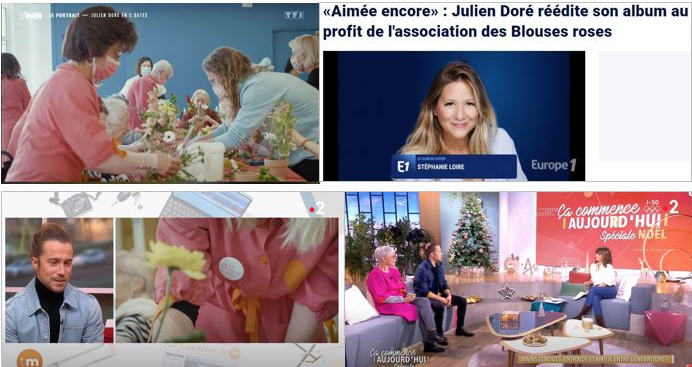 LE PORTRAIT — JULIEN DORÉ EN 5 DATES
TF1
«Aimée encore» : Julien Doré réédite son album au
profit de l'association des Blouses roses
E1
STÉPHANIE LOIRE
Europe 1
2
tm
Ça commence
AUJOURD'HUI
Spéciale NOËL
J-50
2
Ça commence
AUJOURD'HUI
MAINS TENDUES, ENTRAIDE ET AMITIÉ ENTRE GÉNÉRATIONS !